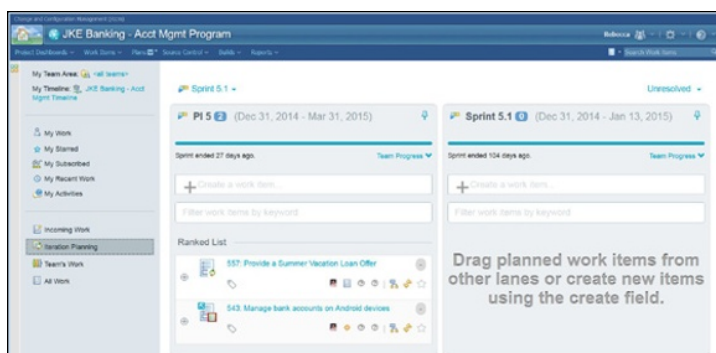 Change and Configuration Management (/ccm)
JKE Banking - Acct Mgmt Program
Rebecca
Project Dashboards
Work Items
Plans
Source Control
Builds
Reports
Search Work Items
My Team Area: <all teams>
My Timeline: JKE Banking - Acct
Mgmt Timeline
My Work
My Starred
My Subscribed
My Recent Work
My Activities
Incoming Work
Iteration Planning
Team's Work
All Work
Sprint 5.1
Unresolved
PI 5 2 (Dec 31, 2014 - Mar 31, 2015)
Sprint ended 27 days ago.
Team Progress
Create a work item...
Filter work items by keyword
Ranked List
557: Provide a Summer Vacation Loan Offer
543: Manage bank accounts on Android devices
Sprint 5.1 0 (Dec 31, 2014 - Jan 13, 2015)
Sprint ended 104 days ago.
Team Progress
Create a work item...
Filter work items by keyword
Drag planned work items from
other lanes or create new items
using the create field.